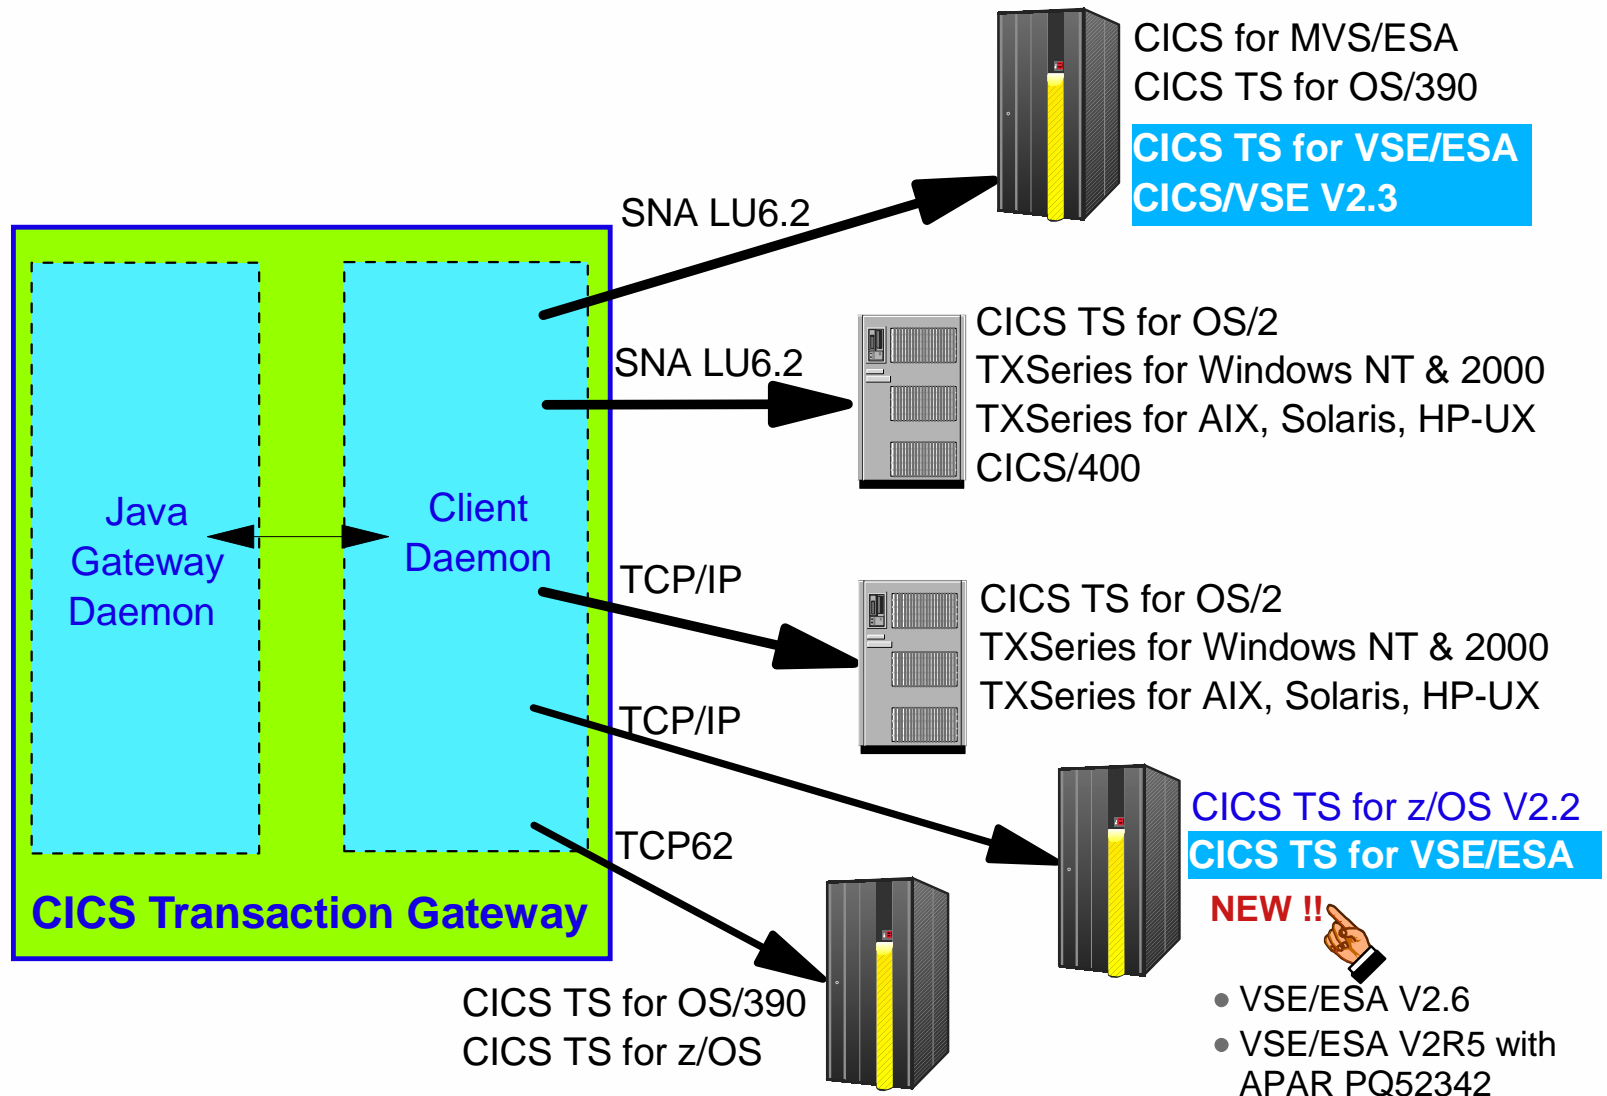 CICS for MVS/ESA
CICS TS for OS/390
CICS TS for VSE/ESA
CICS/VSE V2.3
SNA LU6.2
CICS TS for OS/2
TXSeries for Windows NT & 2000
TXSeries for AIX, Solaris, HP-UX
CICS/400
SNA LU6.2
Java
Gateway
Daemon
Client
Daemon
TCP/IP
CICS TS for OS/2
TXSeries for Windows NT & 2000
TXSeries for AIX, Solaris, HP-UX
TCP/IP
CICS TS for z/OS V2.2
CICS TS for VSE/ESA
NEW !!
• VSE/ESA V2.6
• VSE/ESA V2R5 with
APAR PQ52342
TCP62
CICS Transaction Gateway
CICS TS for OS/390
CICS TS for z/OS